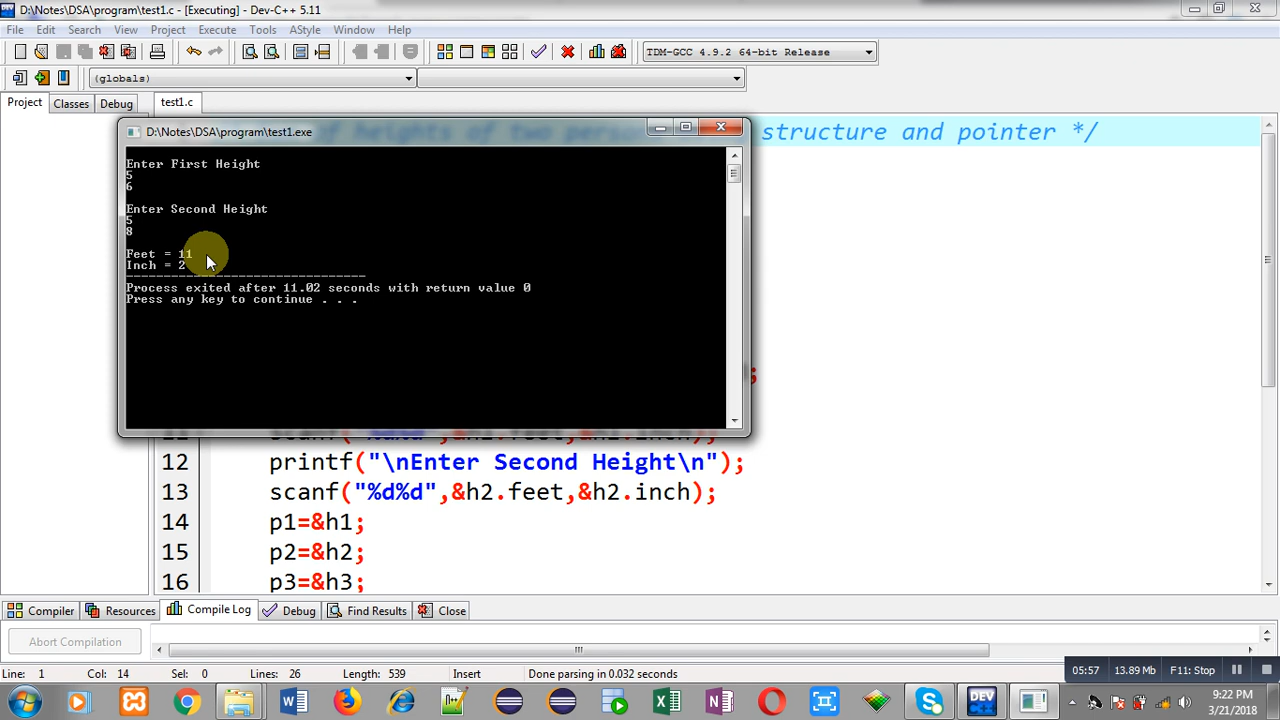 D:\Notes\DSA\program\test1.c - [Executing] - Dev-C++ 5.11
File Edit Search View Project Execute Tools AStyle Window Help
TDM-GCC 4.9.2 64-bit Release
(globals)
Project Classes Debug test1.c
D:\Notes\DSA\program\test1.exe
structure and pointer */
Enter First Height
5
6
Enter Second Height
5
8
Feet = 11
Inch = 2
--------------------------------
Process exited after 11.02 seconds with return value 0
Press any key to continue . . .
;
12 printf("\nEnter Second Height\n");
13 scanf("%d%d",&h2.feet,&h2.inch);
14 p1=&h1;
15 p2=&h2;
16 p3=&h3;
Compiler Resources Compile Log Debug Find Results Close
Abort Compilation
Line: 1 Col: 14 Sel: 0 Lines: 26 Length: 539 Insert Done parsing in 0.032 seconds
05:57 13.89 Mb F11: Stop
9:22 PM
3/21/2018